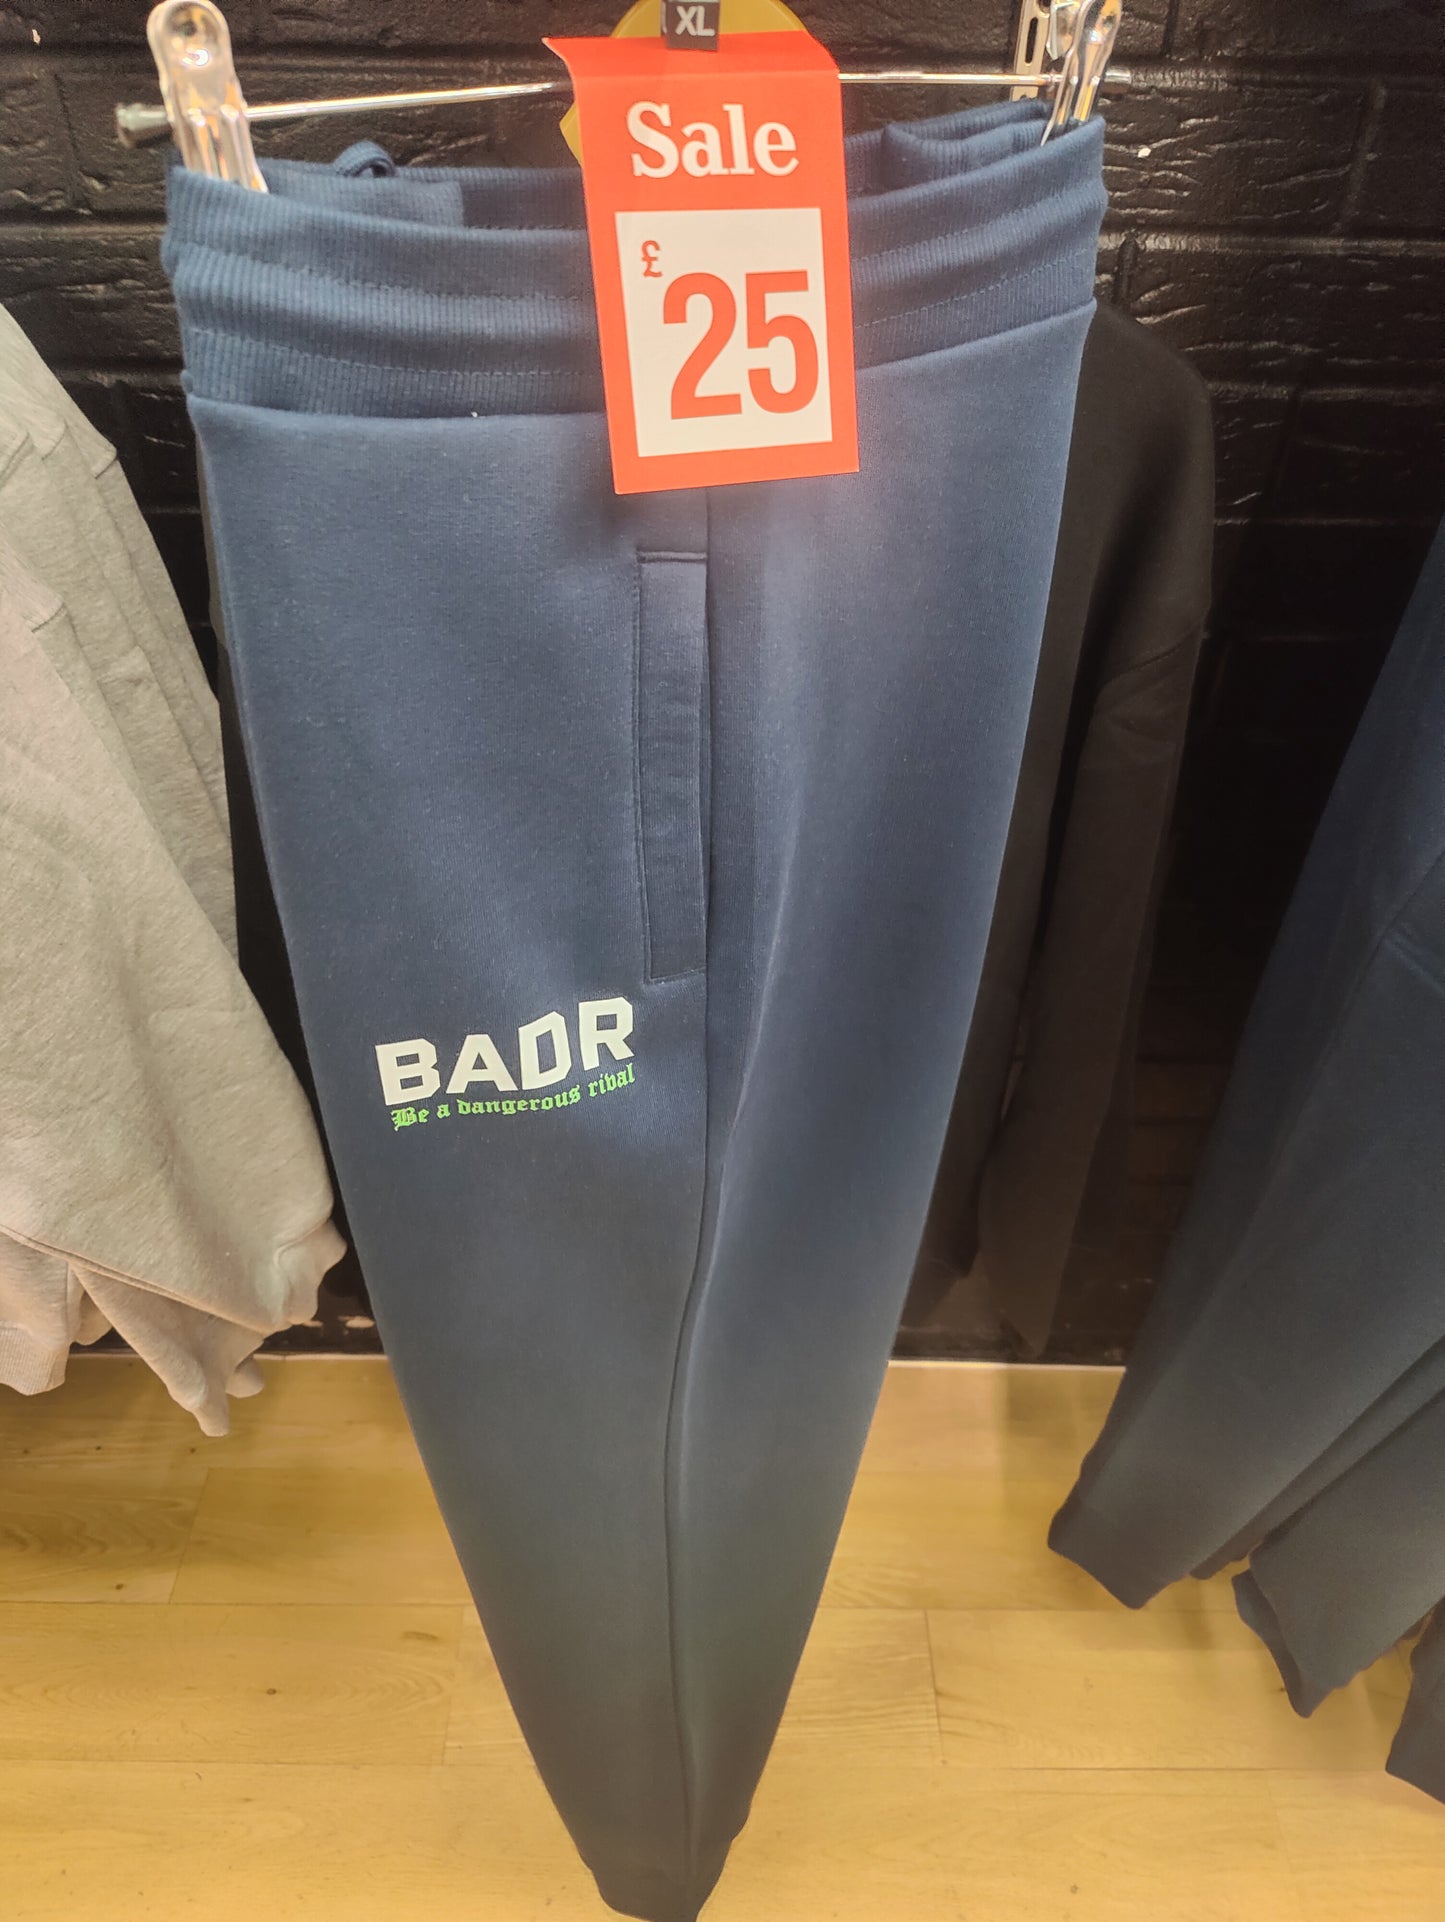 XL
Sale
£
25
BADR
Be a dangerous rival